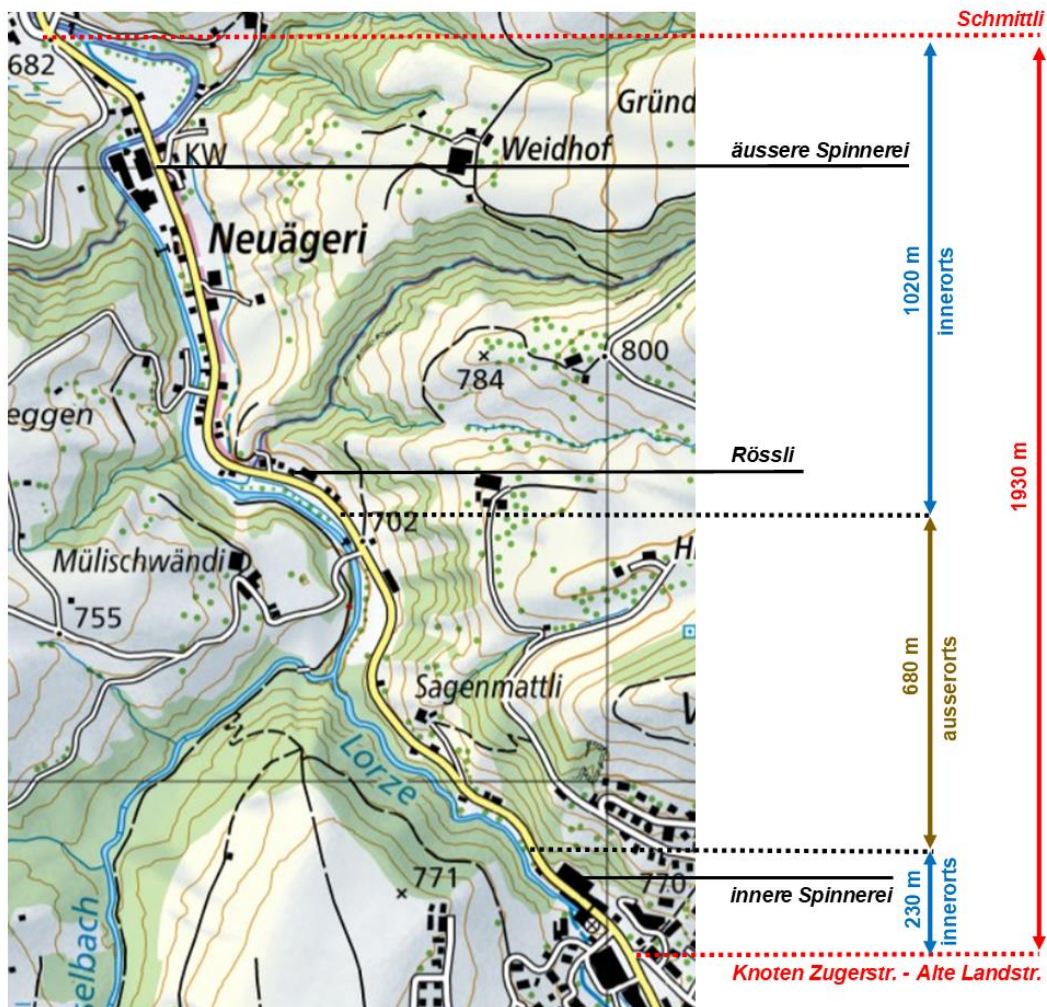 Schmittli
682
Gründ
KW
Weidhof
äussere Spinnerei
Neuägeri
1020 m
innerorts
784
800
eggen
Rössli
1930 m
702
Mülischwändi
H
755
680 m
ausserorts
Sagenmattli
V
Lorze
771
770
innere Spinnerei
230 m
innerorts
selbach
Knoten Zugerstr. - Alte Landstr.